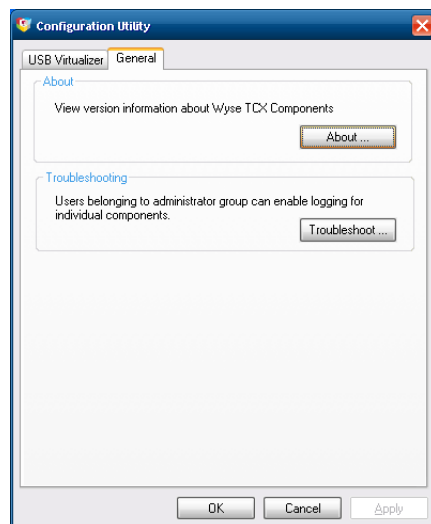 Configuration Utility
USB Virtualizer
General
About
View version information about Wyse TCX Components
About ...
Troubleshooting
Users belonging to administrator group can enable logging for
individual components.
Troubleshoot ...
OK
Cancel
Apply